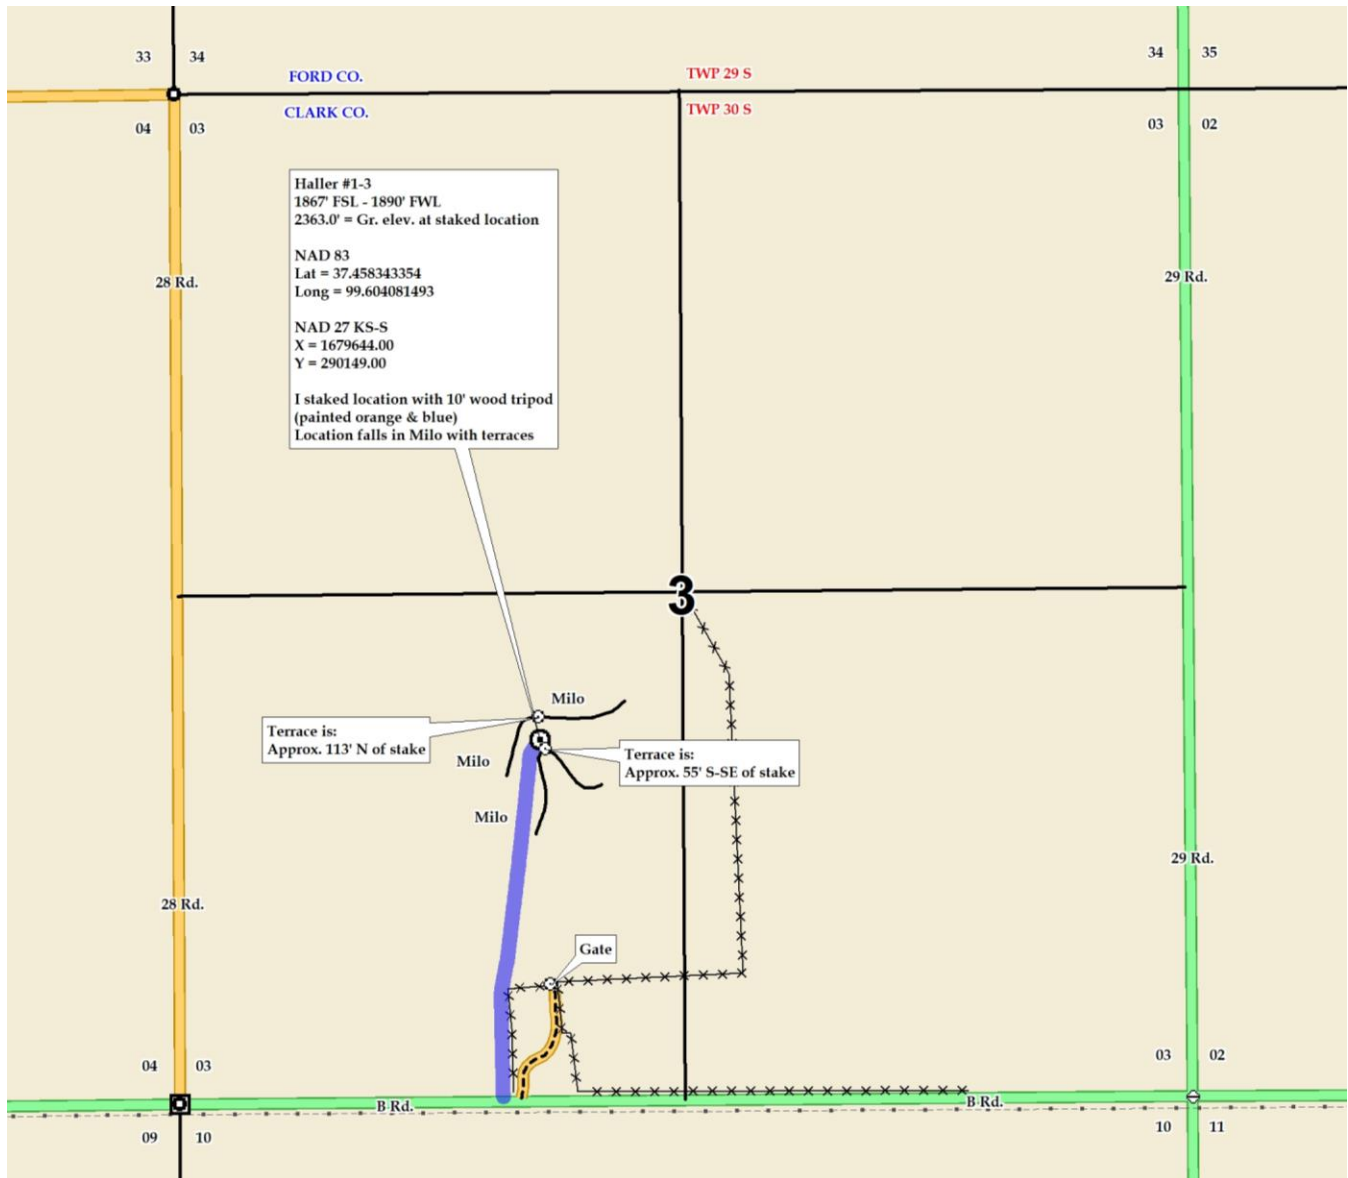 33 34
34 35
FORD CO.
TWP 29 S
CLARK CO.
TWP 30 S
04 03
03 02
Haller #1-3
1867' FSL - 1890' FWL
2363.0' = Gr. elev. at staked location
NAD 83
Lat = 37.458343354
Long = 99.604081493
NAD 27 KS-S
X = 1679644.00
Y = 290149.00
I staked location with 10' wood tripod
(painted orange & blue)
Location falls in Milo with terraces
28 Rd.
29 Rd.
3
Milo
Terrace is:
Approx. 113' N of stake
Milo
Terrace is:
Approx. 55' S-SE of stake
Milo
29 Rd.
28 Rd.
Gate
04 03
03 02
B Rd.
B Rd.
09 10
10 11